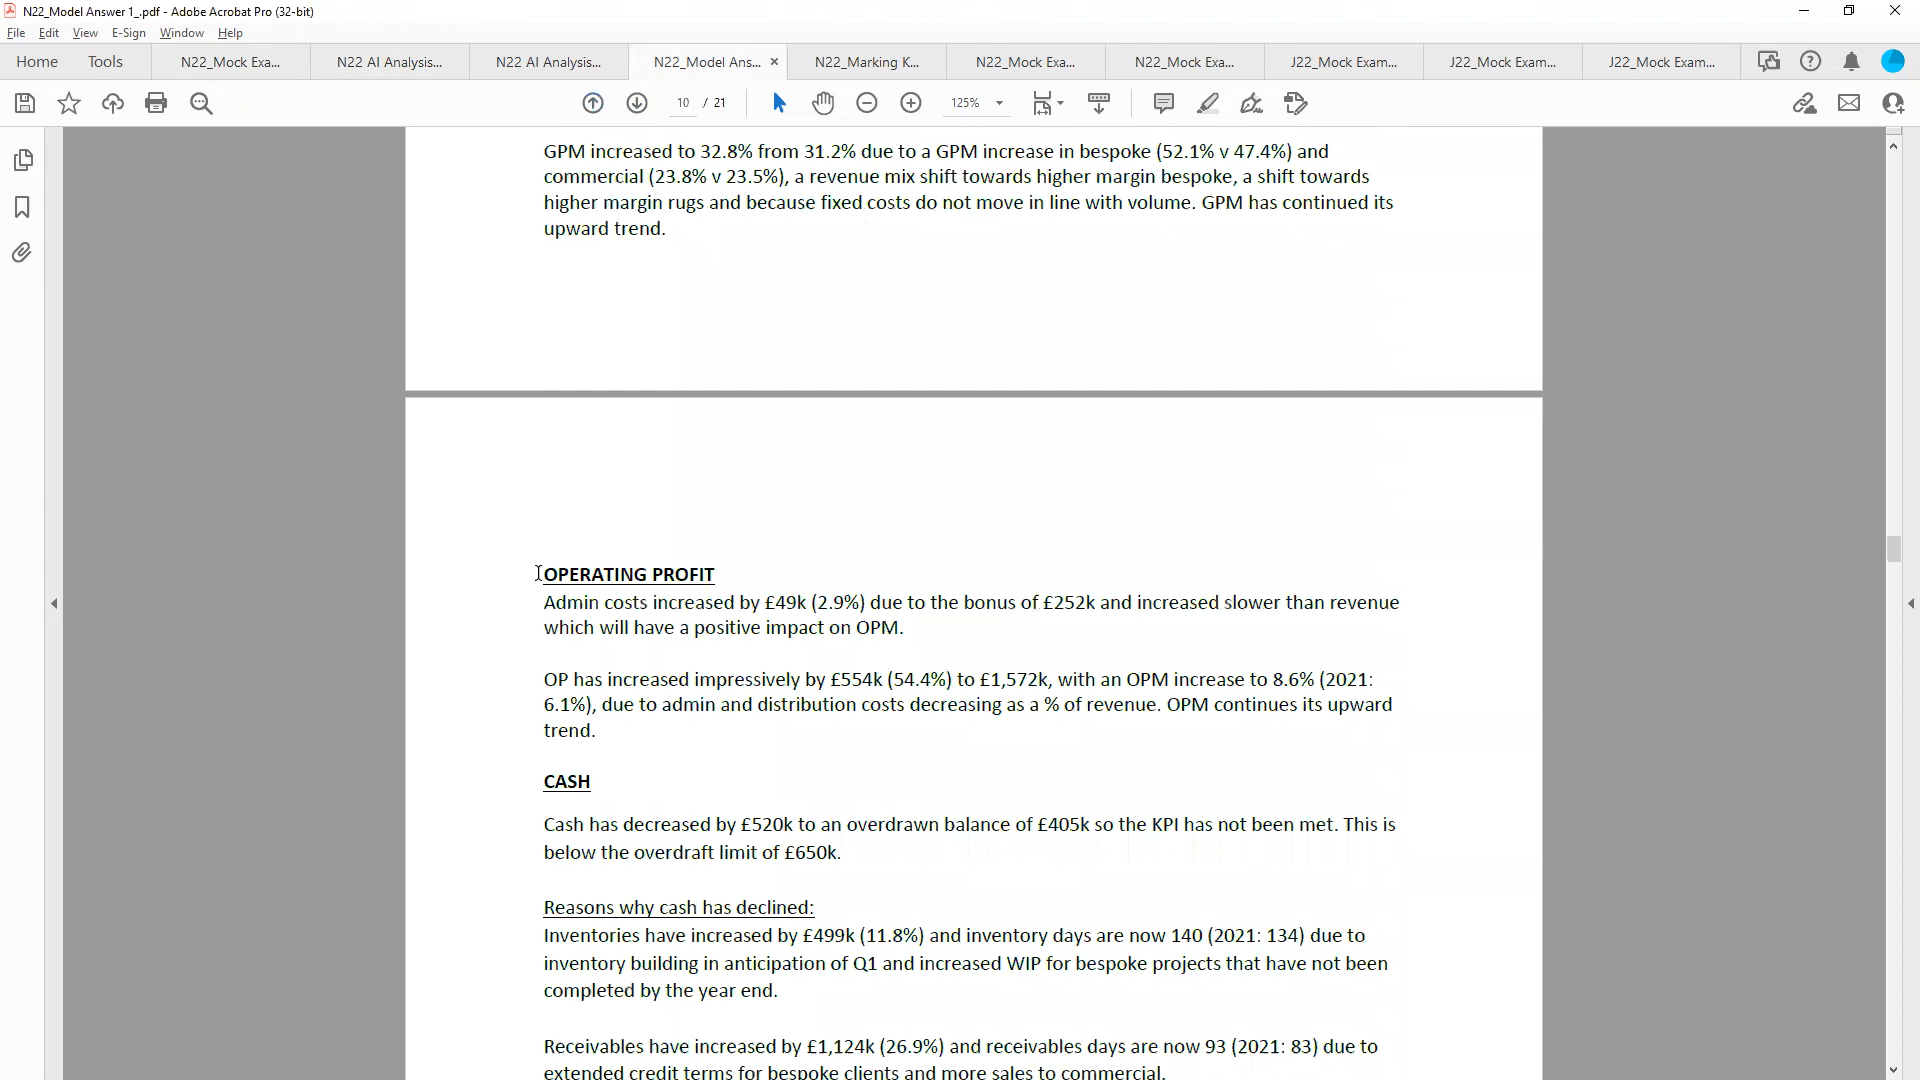 N22_Model Answer 1_.pdf - Adobe Acrobat Pro (32-bit)
File Edit View E-Sign Window Help
Home Tools N22_Mock Exa... N22 AI Analysis... N22 AI Analysis... N22_Model Ans... × N22_Marking K... N22_Mock Exa... N22_Mock Exa... J22_Mock Exam... J22_Mock Exam... J22_Mock Exam...
10 / 21 125%
GPM increased to 32.8% from 31.2% due to a GPM increase in bespoke (52.1% v 47.4%) and
commercial (23.8% v 23.5%), a revenue mix shift towards higher margin bespoke, a shift towards
higher margin rugs and because fixed costs do not move in line with volume. GPM has continued its
upward trend.
OPERATING PROFIT
Admin costs increased by £49k (2.9%) due to the bonus of £252k and increased slower than revenue
which will have a positive impact on OPM.
OP has increased impressively by £554k (54.4%) to £1,572k, with an OPM increase to 8.6% (2021:
6.1%), due to admin and distribution costs decreasing as a % of revenue. OPM continues its upward
trend.
CASH
Cash has decreased by £520k to an overdrawn balance of £405k so the KPI has not been met. This is
below the overdraft limit of £650k.
Reasons why cash has declined:
Inventories have increased by £499k (11.8%) and inventory days are now 140 (2021: 134) due to
inventory building in anticipation of Q1 and increased WIP for bespoke projects that have not been
completed by the year end.
Receivables have increased by £1,124k (26.9%) and receivables days are now 93 (2021: 83) due to
extended credit terms for bespoke clients and more sales to commercial.